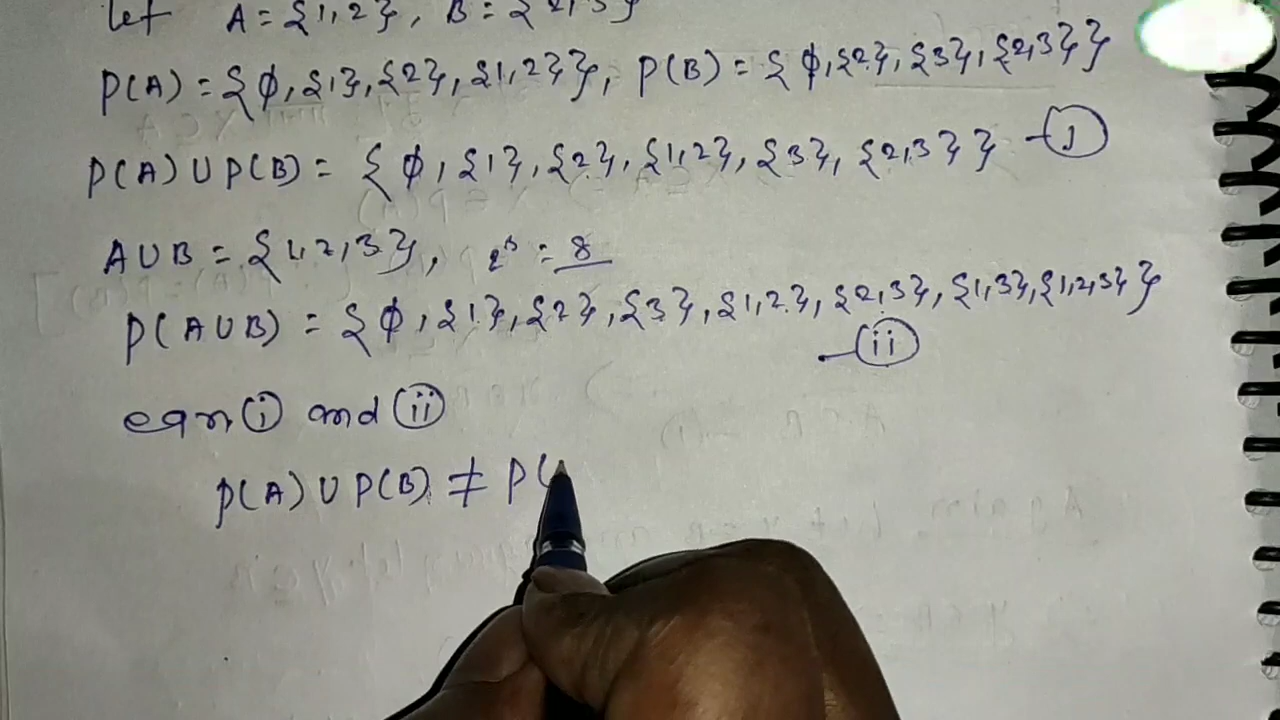 Let A = {1,2}, B = {2,3}
P(A) = {ϕ, {1}, {2}, {1,2}}, P(B) = {ϕ, {2}, {3}, {2,3}}
P(A) ∪ P(B) = {ϕ, {1}, {2}, {1,2}, {3}, {2,3}} — (i)
A∪B = {1,2,3}, 2³ = 8
P(A∪B) = {ϕ, {1}, {2}, {3}, {1,2}, {2,3}, {1,3}, {1,2,3}}
— (ii)
eqn (i) and (ii)
P(A) ∪ P(B) ≠ P(